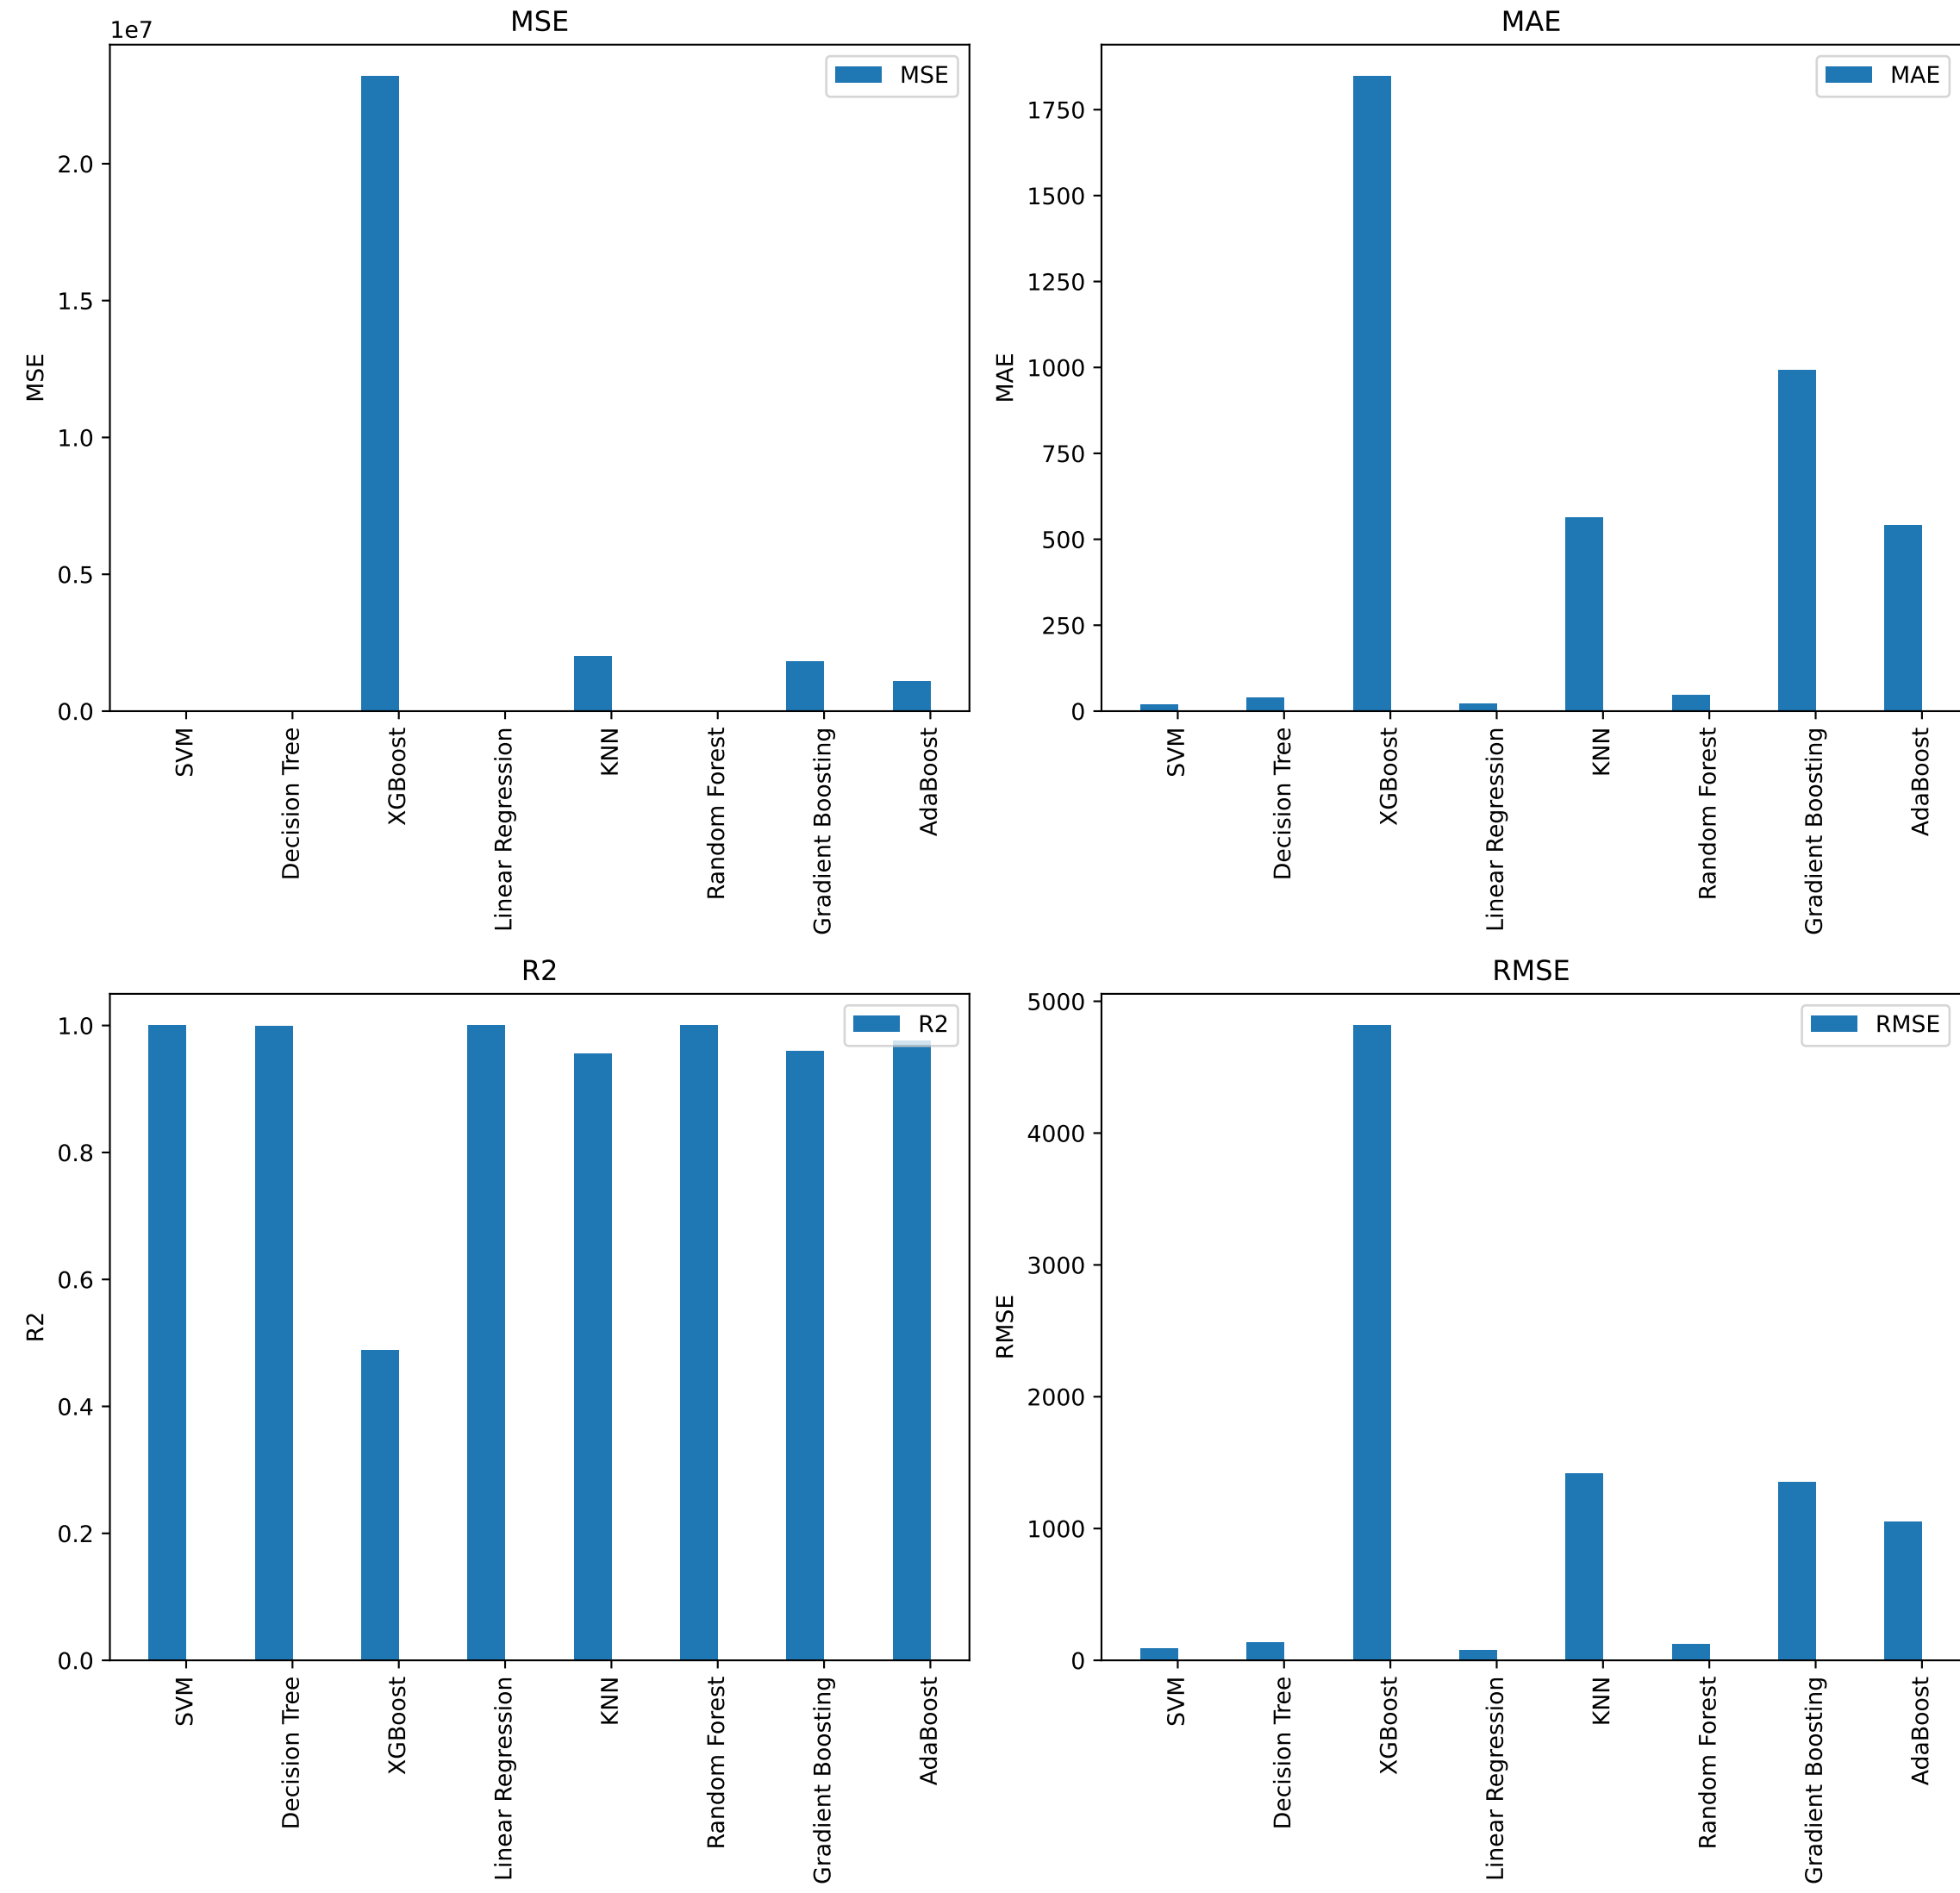 MSE
1e7
MSE
2.0
1.5
1.0
0.5
0.0
MSE
SVM
Decision Tree
XGBoost
Linear Regression
KNN
Random Forest
Gradient Boosting
AdaBoost
MAE
MAE
1750
1500
1250
1000
750
500
250
0
MAE
SVM
Decision Tree
XGBoost
Linear Regression
KNN
Random Forest
Gradient Boosting
AdaBoost
R2
R2
1.0
0.8
0.6
0.4
0.2
0.0
R2
SVM
Decision Tree
XGBoost
Linear Regression
KNN
Random Forest
Gradient Boosting
AdaBoost
RMSE
RMSE
5000
4000
3000
2000
1000
0
RMSE
SVM
Decision Tree
XGBoost
Linear Regression
KNN
Random Forest
Gradient Boosting
AdaBoost